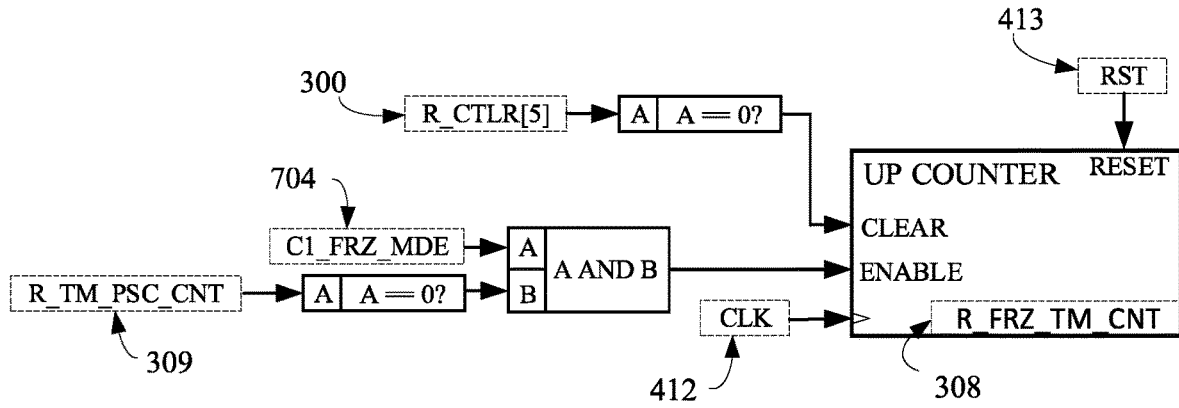 413
RST
300
R_CTLR[5]
A
A == 0?
RESET
UP COUNTER
704
CLEAR
C1_FRZ_MDE
A
A AND B
ENABLE
R_TM_PSC_CNT
A
A == 0?
B
CLK
R_FRZ_TM_CNT
309
412
308